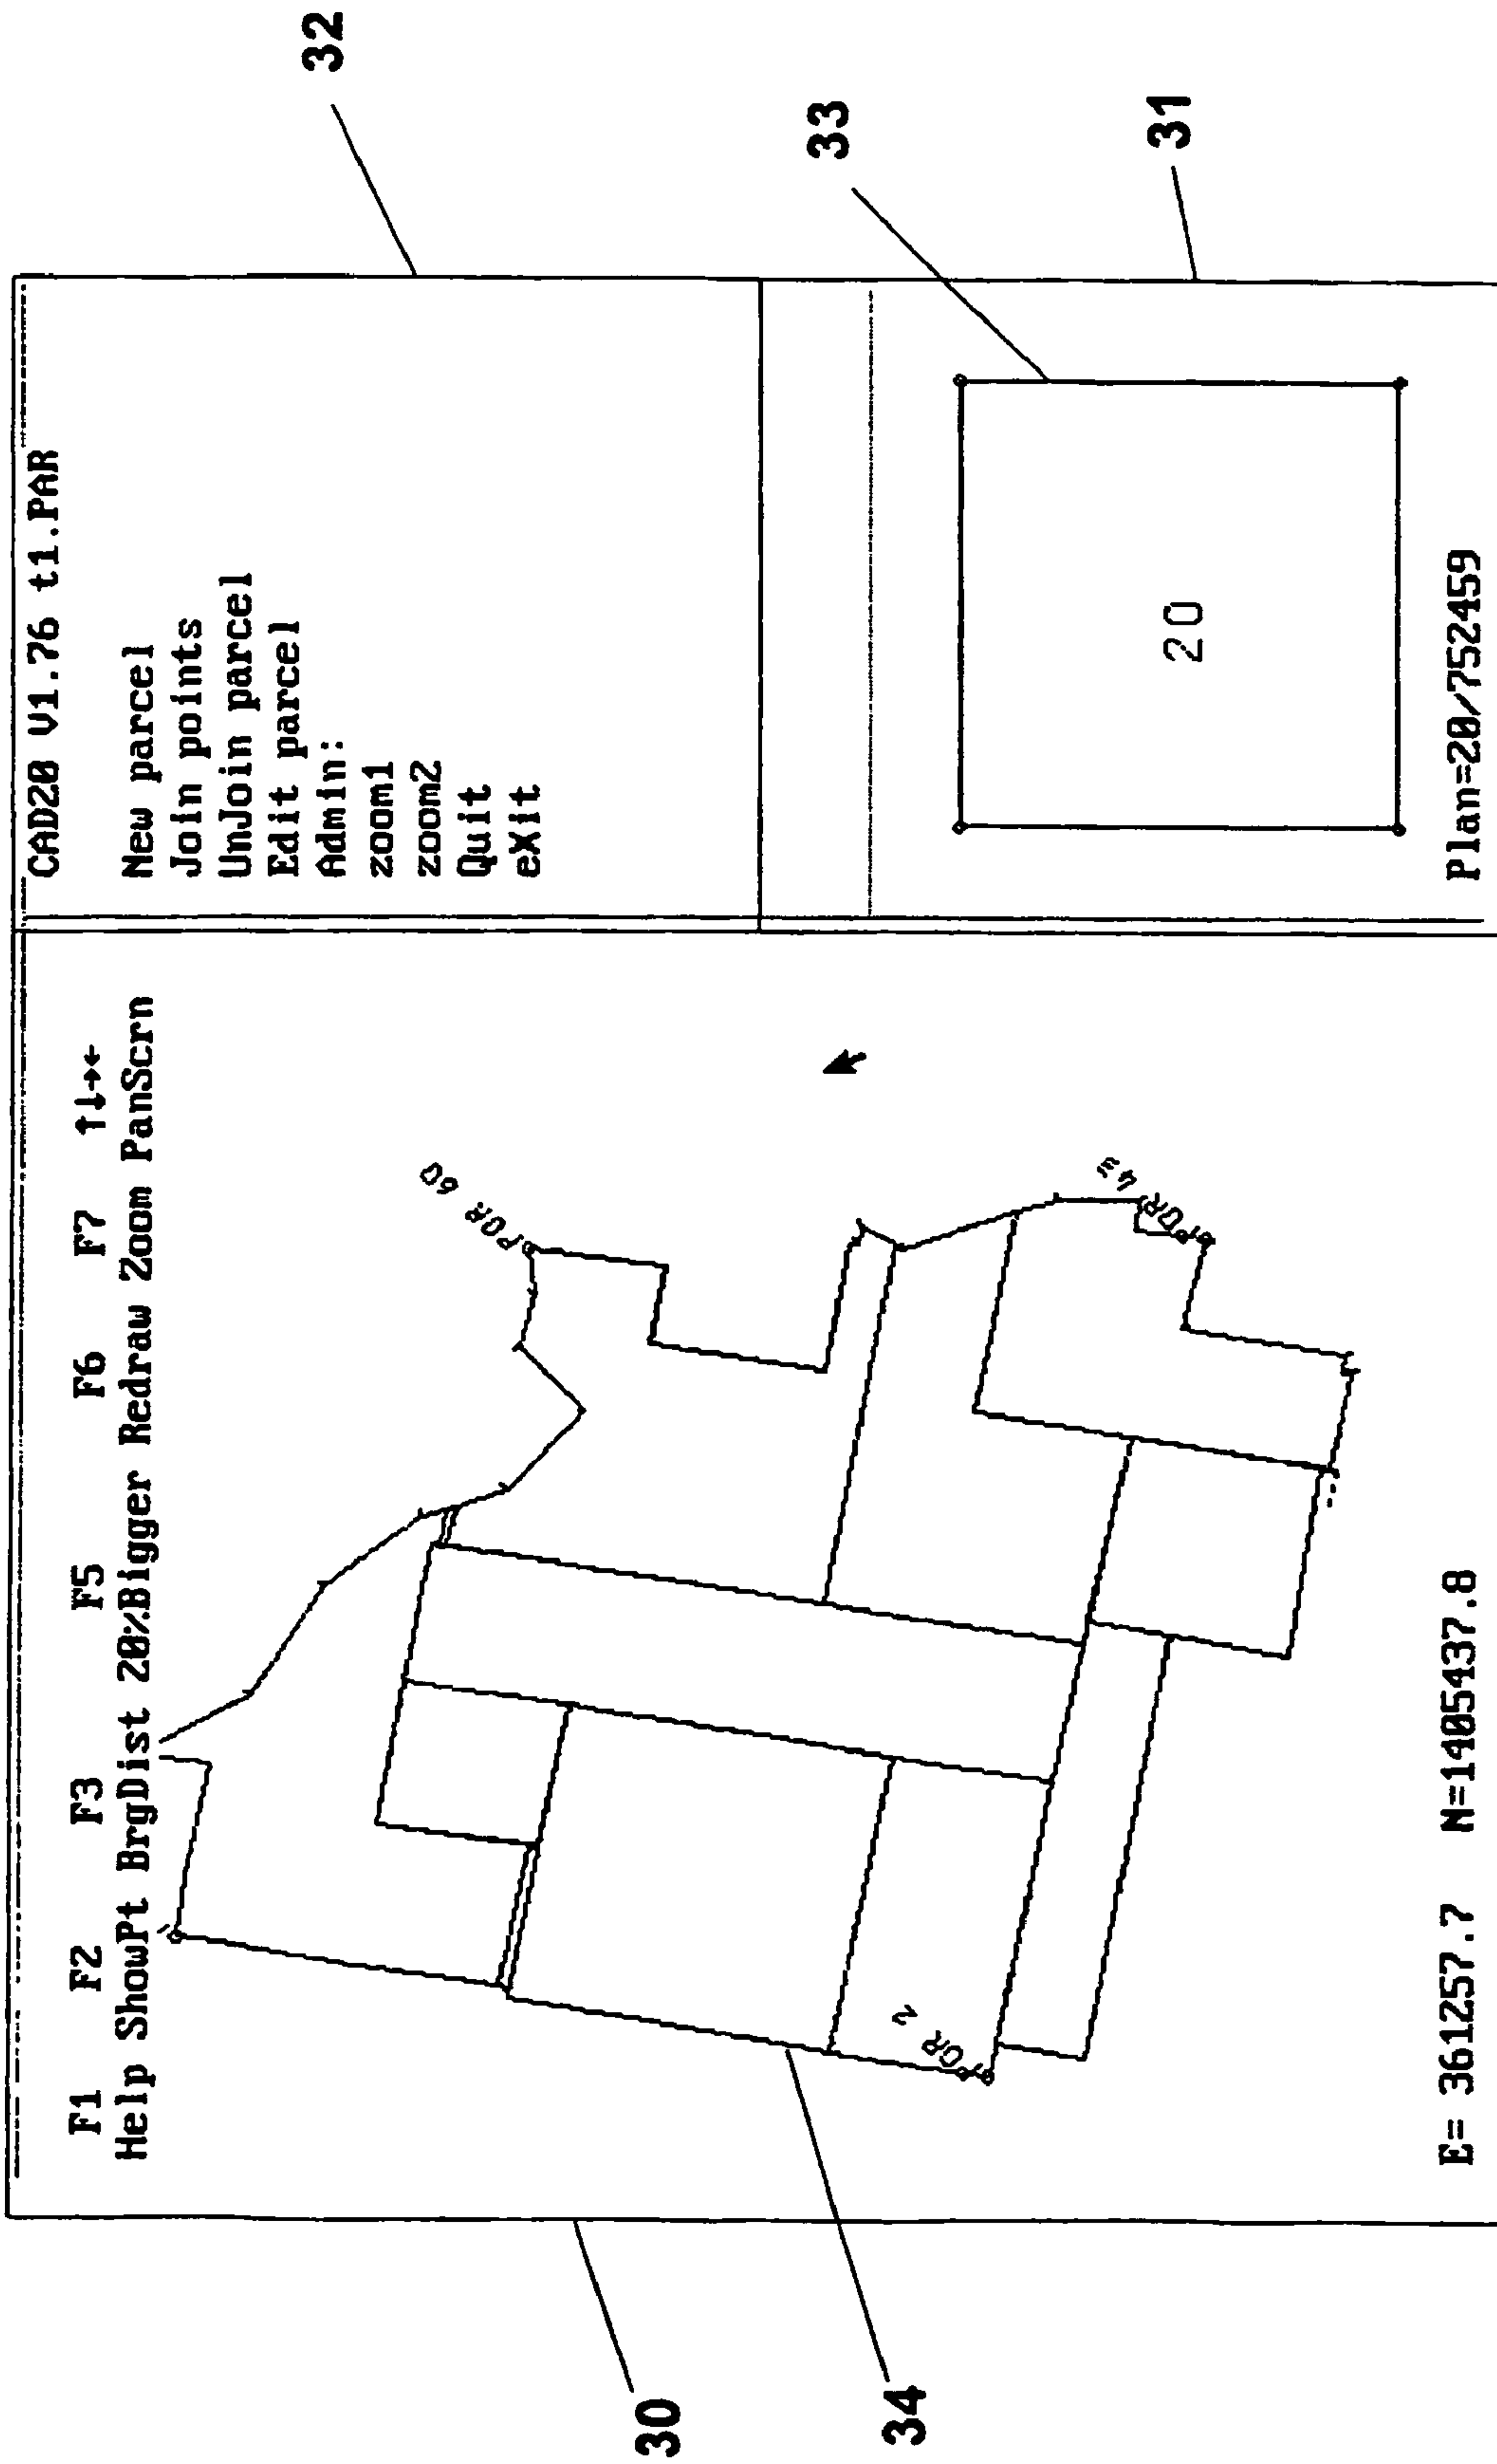 F1 F2 F3 F5 F6 F7 ↑↓→←
Help ShowPt BrgDist 20%Bigger Redraw Zoom PanScrn
CAD20 V1.76 t1.PAR
New parcel
Join points
UnJoin parcel
Edit parcel
Admin:
zoom1
zoom2
Quit
eXit
32
33
31
20
Plan=20/752459
POR 60
POR 43
POR 2
E= 361257.7 N=1405437.8
30
34